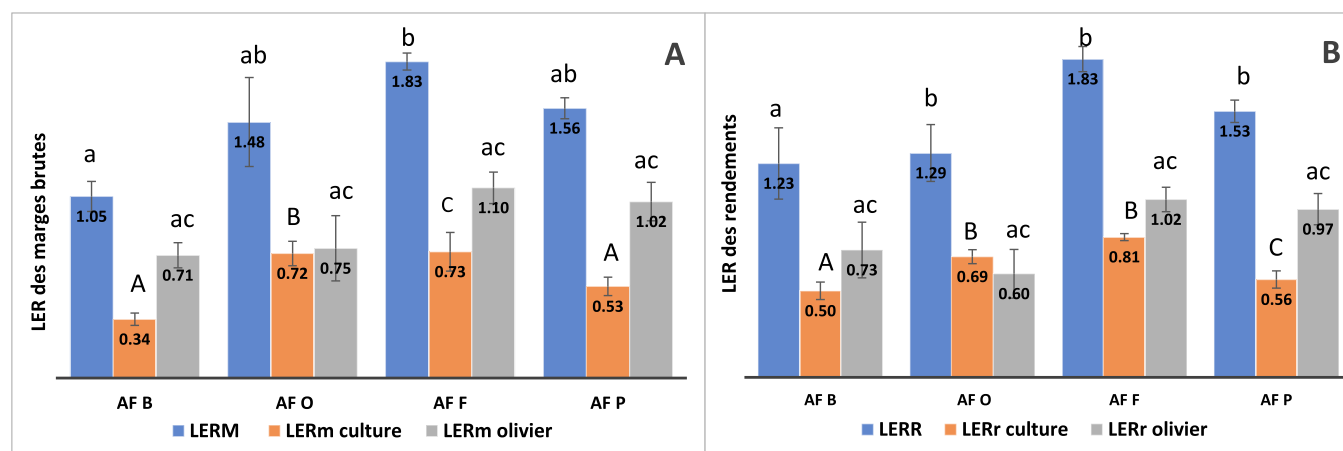 A
LER des marges brutes
a
ab
b
ab
ac
ac
ac
ac
A
B
C
A
1.05
0.34
0.71
1.48
0.72
0.75
1.83
0.73
1.10
1.56
0.53
1.02
AF B
AF O
AF F
AF P
LERM
LERm culture
LERm olivier
B
LER des rendements
a
b
b
b
ac
ac
ac
ac
A
B
B
C
1.23
0.50
0.73
1.29
0.69
0.60
1.83
0.81
1.02
1.53
0.56
0.97
AF B
AF O
AF F
AF P
LERR
LERr culture
LERr olivier